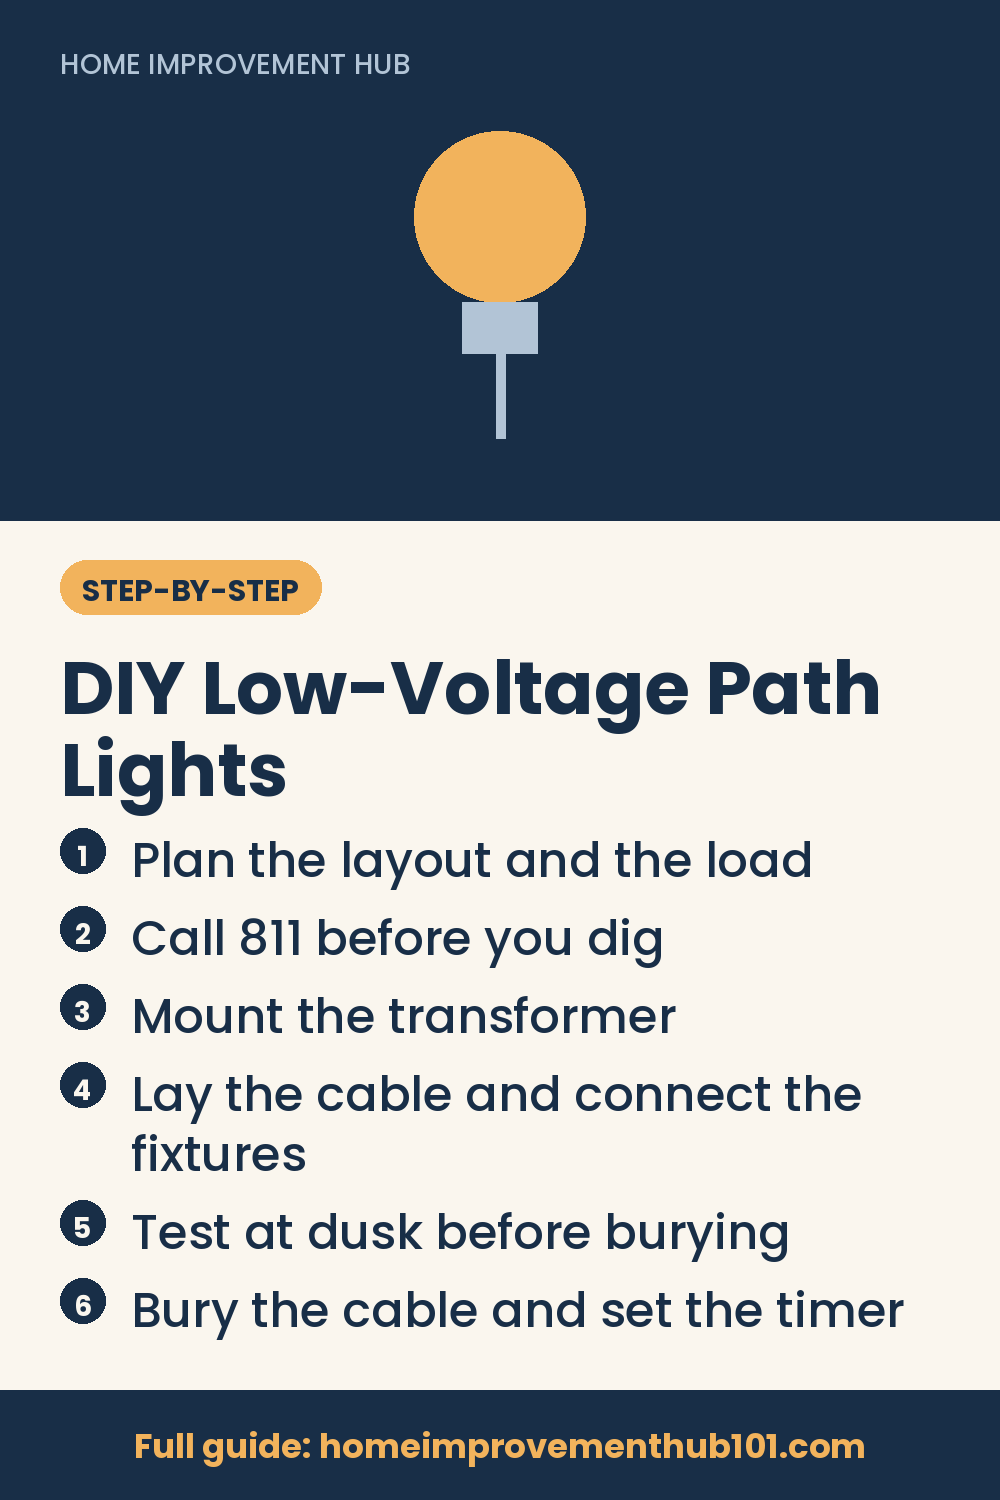 HOME IMPROVEMENT HUB
STEP-BY-STEP
DIY Low-Voltage Path
Lights
1 Plan the layout and the load
2 Call 811 before you dig
3 Mount the transformer
4 Lay the cable and connect the
fixtures
5 Test at dusk before burying
6 Bury the cable and set the timer
Full guide: homeimprovementhub101.com